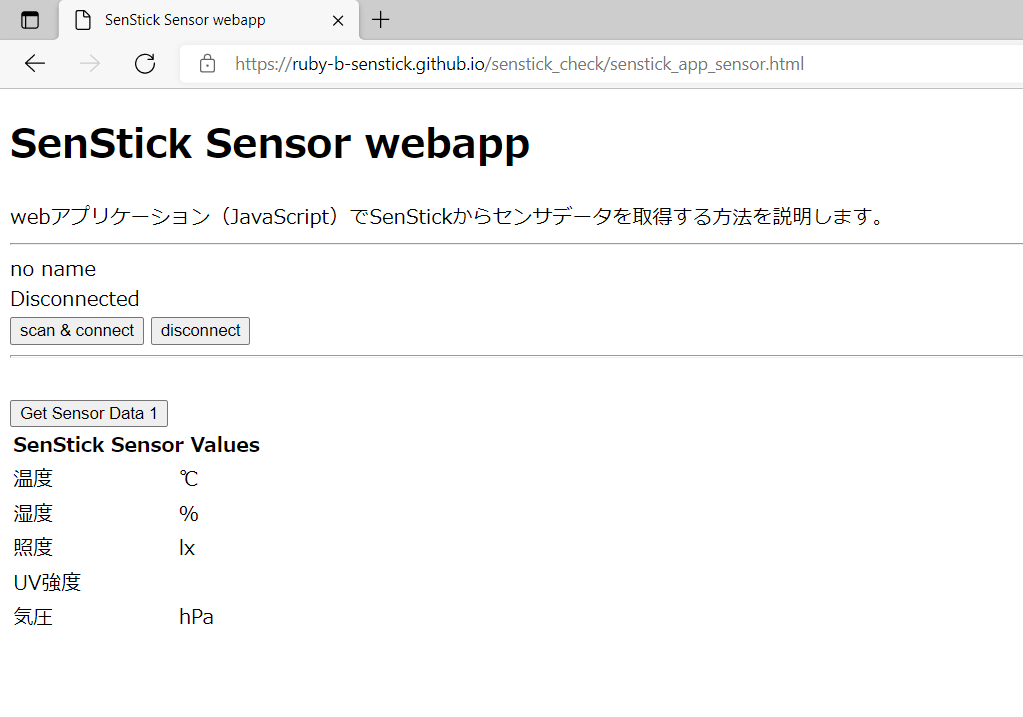 SenStick Sensor webapp
https://ruby-b-senstick.github.io/senstick_check/senstick_app_sensor.html
SenStick Sensor webapp
webアプリケーション（JavaScript）でSenStickからセンサデータを取得する方法を説明します。
no name
Disconnected
scan & connect disconnect
Get Sensor Data 1
SenStick Sensor Values
温度 ℃
湿度 %
照度 lx
UV強度
気圧 hPa